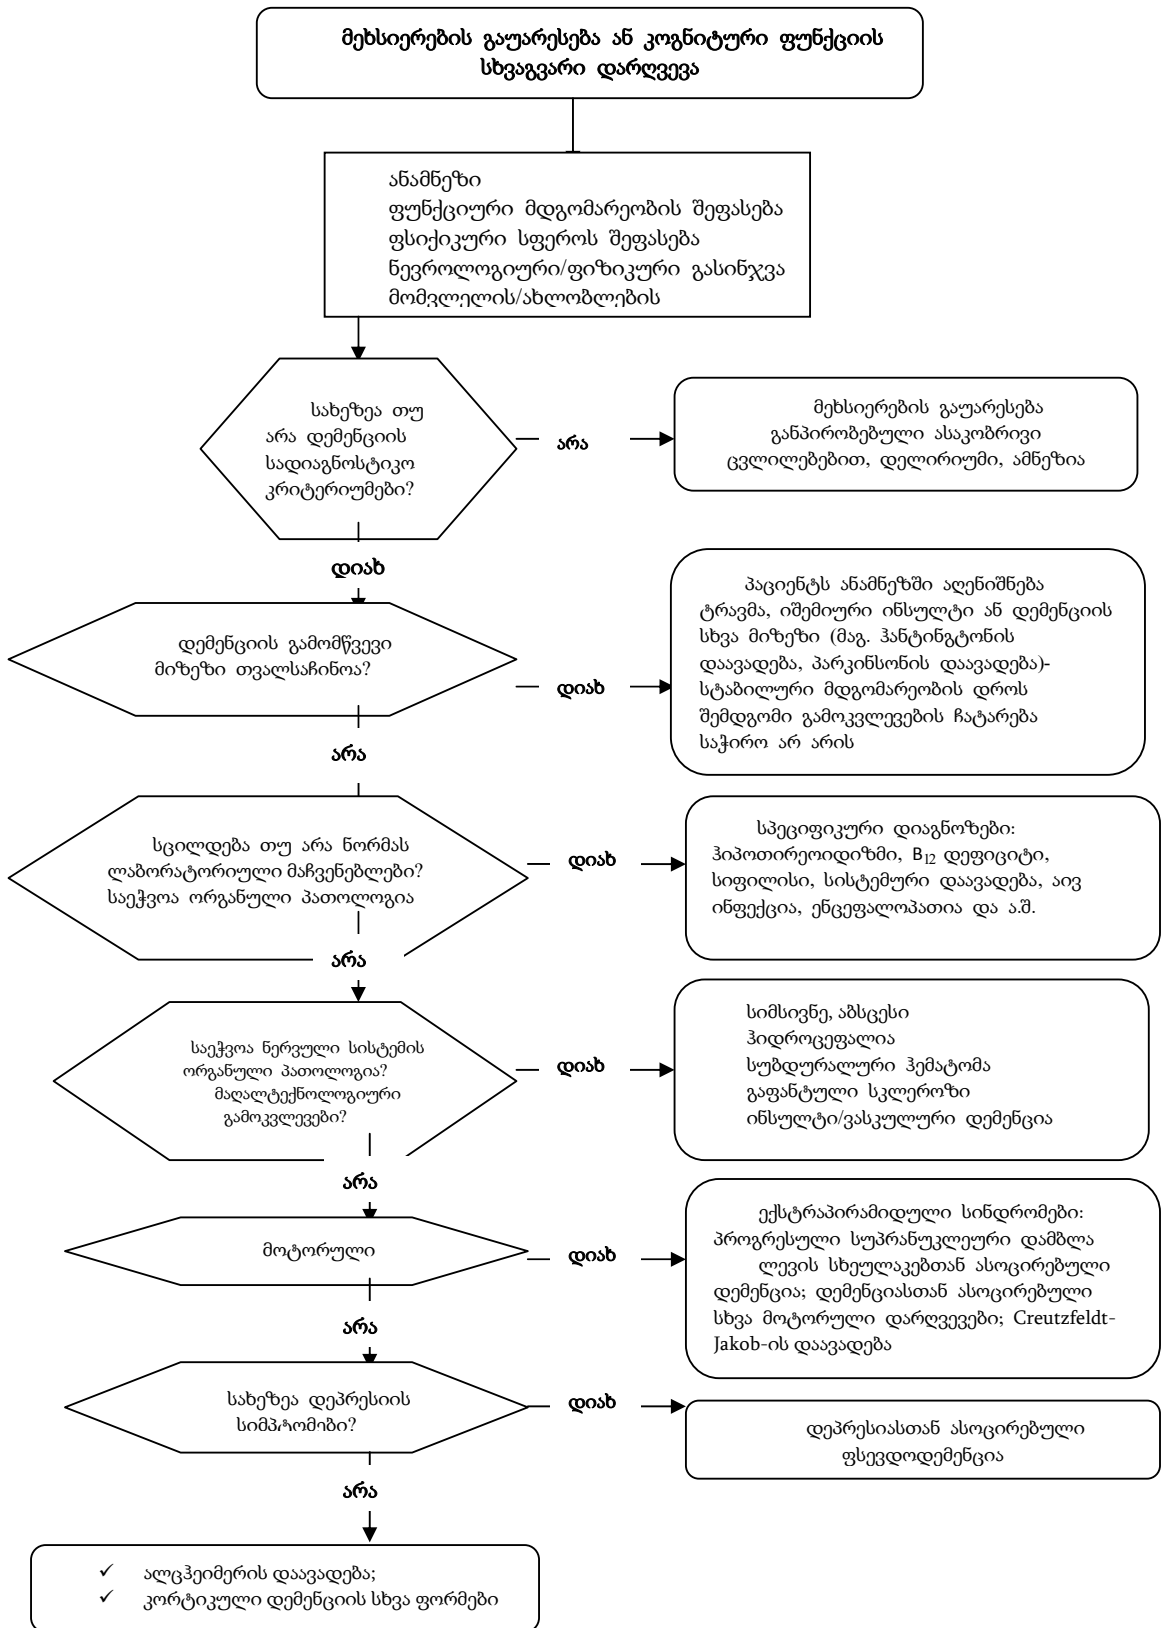 მეხსიერების გაუარესება ან კოგნიტური ფუნქციის
სხვაგვარი დარღვევა
ანამნეზი
ფუნქციური მდგომარეობის შეფასება
ფსიქიკური სფეროს შეფასება
ნევროლოგიური/ფიზიკური გასინჯვა
მომვლელის/ახლობლების
სახეზეა თუ
არა დემენციის
სადიაგნოსტიკო
კრიტერიუმები?
არა
მეხსიერების გაუარესება
განპირობებული ასაკობრივი
ცვლილებებით, დელირიუმი, ამნეზია
დიახ
დემენციის გამომწვევი
მიზეზი თვალსაჩინოა?
დიახ
პაციენტს ანამნეზში აღენიშნება
ტრავმა, იშემიური ინსულტი ან დემენციის
სხვა მიზეზი (მაგ. ჰანტინგტონის
დაავადება, პარკინსონის დაავადება)-
სტაბილური მდგომარეობის დროს
შემდგომი გამოკვლევების ჩატარება
საჭირო არ არის
არა
სცილდება თუ არა ნორმას
ლაბორატორიული მაჩვენებლები?
საეჭვოა ორგანული პათოლოგია
დიახ
სპეციფიკური დიაგნოზები:
ჰიპოთირეოიდიზმი, B12 დეფიციტი,
სიფილისი, სისტემური დაავადება, აივ
ინფექცია, ენცეფალოპათია და ა.შ.
არა
საეჭვოა ნერვული სისტემის
ორგანული პათოლოგია?
მაღალტექნოლოგიური
გამოკვლევები?
დიახ
სიმსივნე, აბსცესი
ჰიდროცეფალია
სუბდურალური ჰემატომა
გაფანტული სკლეროზი
ინსულტი/ვასკულური დემენცია
არა
მოტორული
დიახ
ექსტრაპირამიდული სინდრომები:
პროგრესული სუპრანუკლეური დამბლა
ლევის სხეულაკებთან ასოცირებული
დემენცია; დემენციასთან ასოცირებული
სხვა მოტორული დარღვევები; Creutzfeldt-
Jakob-ის დაავადება
არა
სახეზეა დეპრესიის
სიმპტომები?
დიახ
დეპრესიასთან ასოცირებული
ფსევდოდემენცია
არა
✓ ალცჰეიმერის დაავადება;
✓ კორტიკული დემენციის სხვა ფორმები